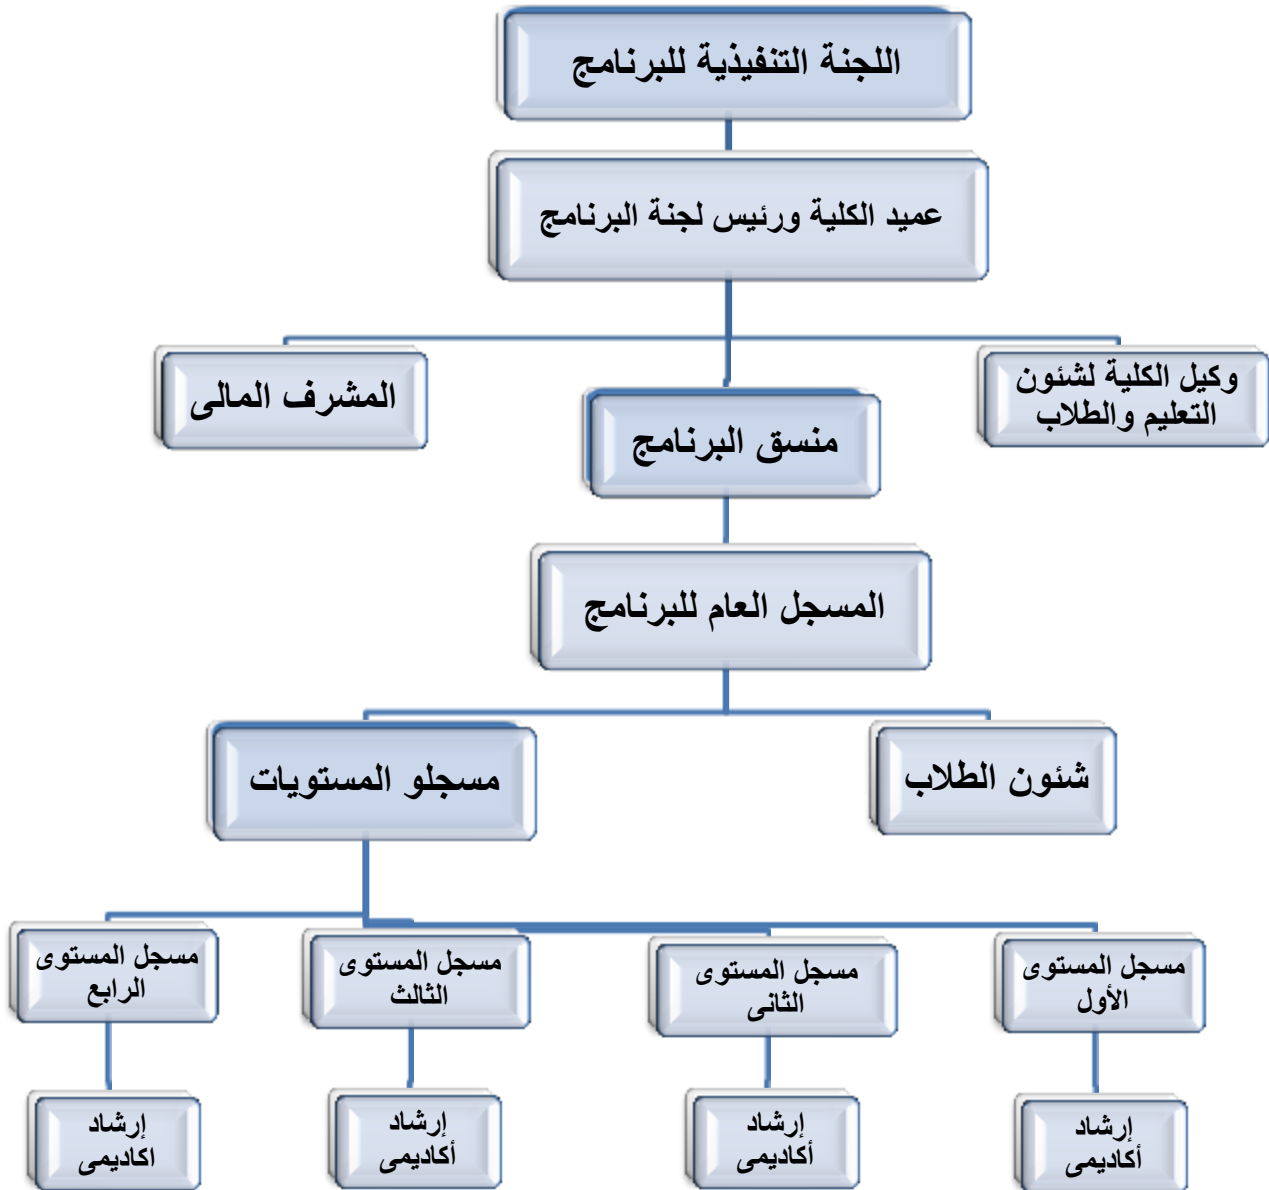 اللجنة التنفيذية للبرنامج
عميد الكلية ورئيس لجنة البرنامج
وكيل الكلية لشئون
التعليم والطلاب
منسق البرنامج
المشرف المالى
المسجل العام للبرنامج
شئون الطلاب
مسجلو المستويات
مسجل المستوى
الأول
مسجل المستوى
الثانى
مسجل المستوى
الثالث
مسجل المستوى
الرابع
إرشاد
أكاديمى
إرشاد
أكاديمى
إرشاد
أكاديمى
إرشاد
اكاديمى